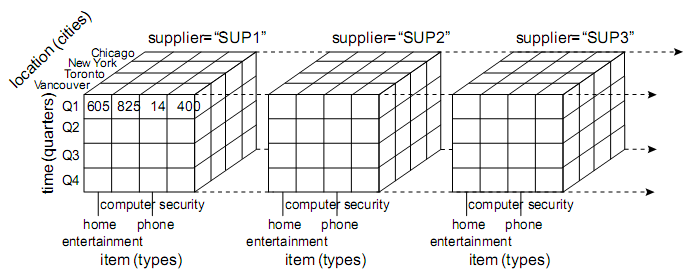 supplier="SUP1" supplier="SUP2" supplier="SUP3"
location (cities)
Chicago
New York
Toronto
Vancouver
time (quarters)
Q1 605 825 14 400
Q2
Q3
Q4
computer security computer security computer security
home phone home phone home phone
entertainment entertainment entertainment
item (types) item (types) item (types)